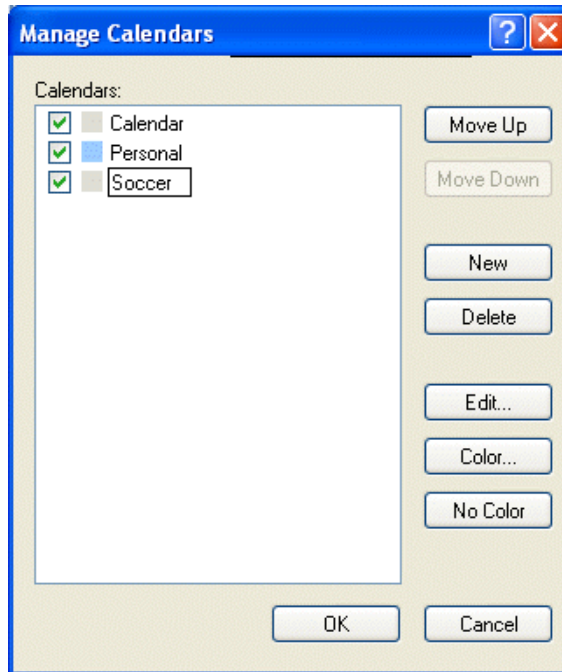 Manage Calendars
?
Calendars:
Calendar
Personal
Soccer
Move Up
Move Down
New
Delete
Edit...
Color...
No Color
OK
Cancel